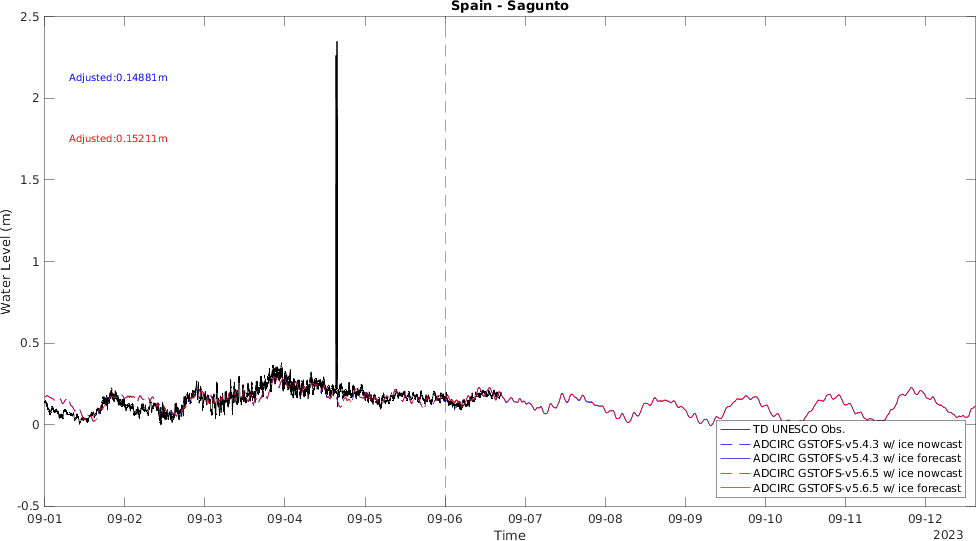 Spain - Sagunto
2.5
2
1.5
1
0.5
0
-0.5
Water Level (m)
Adjusted:0.14881m
Adjusted:0.15211m
TD UNESCO Obs.
ADCIRC GSTOFS-v5.4.3 w/ ice nowcast
ADCIRC GSTOFS-v5.4.3 w/ ice forecast
ADCIRC GSTOFS-v5.6.5 w/ ice nowcast
ADCIRC GSTOFS-v5.6.5 w/ ice forecast
09-01 09-02 09-03 09-04 09-05 09-06 09-07 09-08 09-09 09-10 09-11 09-12
Time
2023